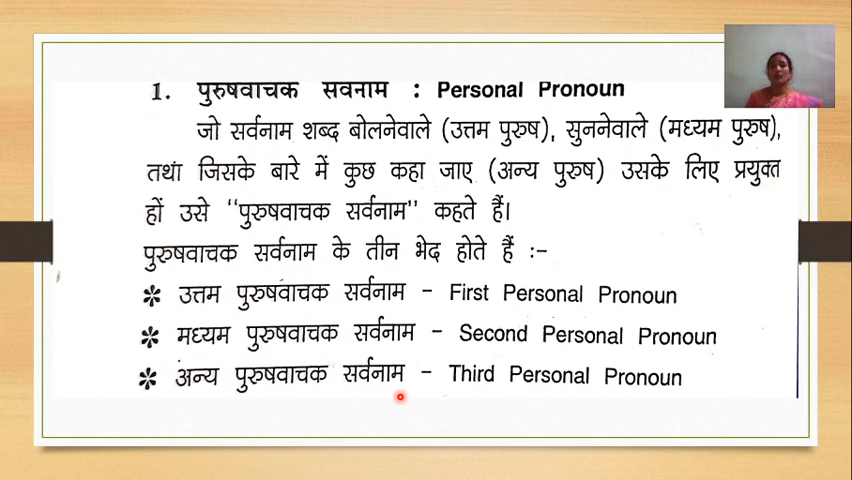 1. पुरुषवाचक सवनाम : Personal Pronoun
जो सर्वनाम शब्द बोलनेवाले (उत्तम पुरुष), सुननेवाले (मध्यम पुरुष),
तथा जिसके बारे में कुछ कहा जाए (अन्य पुरुष) उसके लिए प्रयुक्त
हों उसे “पुरुषवाचक सर्वनाम” कहते हैं।
पुरुषवाचक सर्वनाम के तीन भेद होते हैं :–
✻ उत्तम पुरुषवाचक सर्वनाम – First Personal Pronoun
✻ मध्यम पुरुषवाचक सर्वनाम – Second Personal Pronoun
✻ अन्य पुरुषवाचक सर्वनाम – Third Personal Pronoun